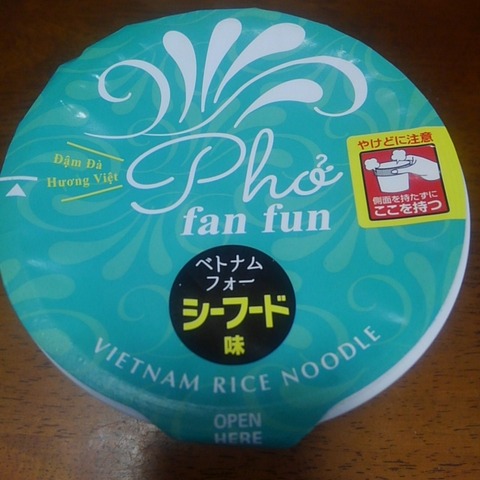 Đậm Đà
Hương Việt
Phở
fan fun
やけどに注意
側面を持たずに
ここを持つ
ベトナム
フォー
シーフード
味
VIETNAM RICE NOODLE
OPEN
HERE